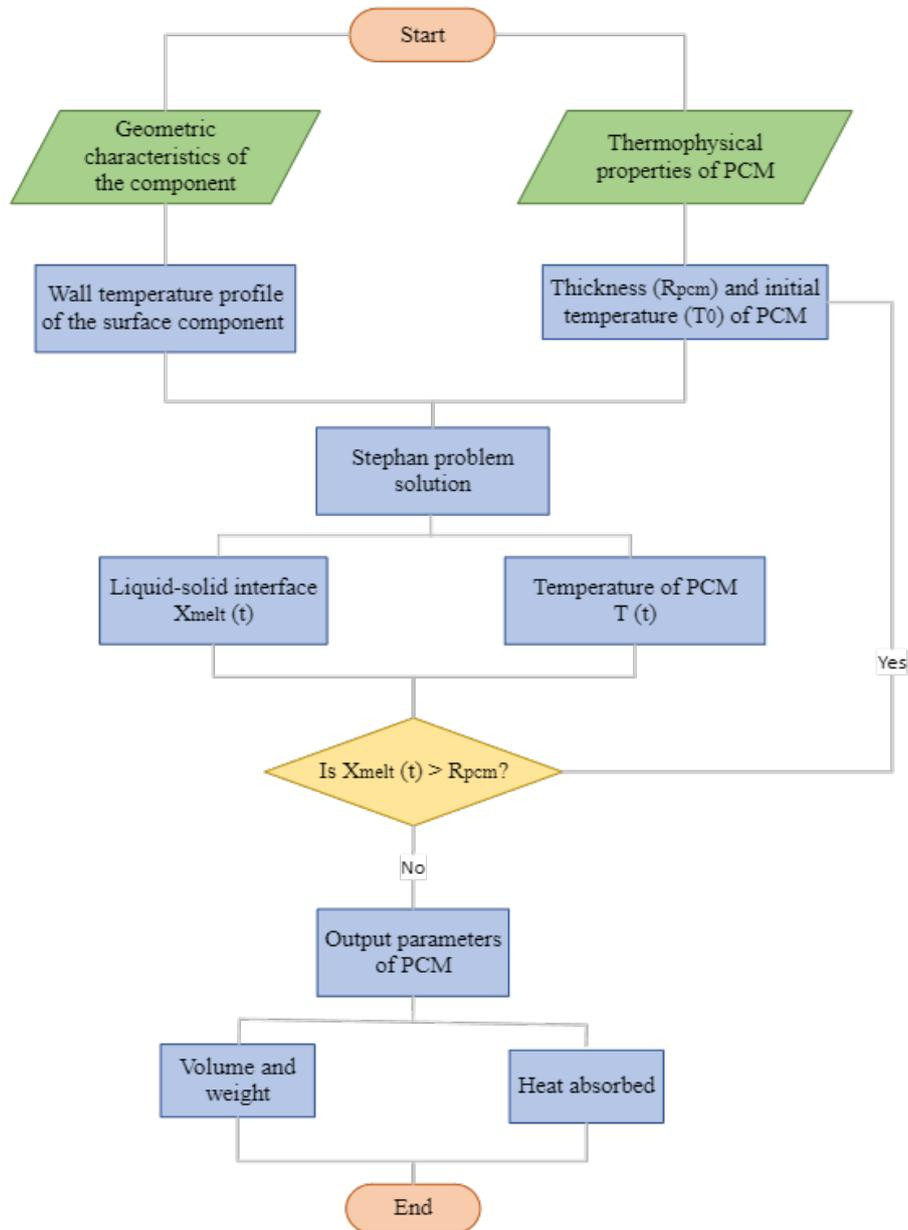 Start
Geometric
characteristics of
the component
Thermophysical
properties of PCM
Wall temperature profile
of the surface component
Thickness (Rpcm) and initial
temperature (T0) of PCM
Stephan problem
solution
Liquid-solid interface
Xmelt (t)
Temperature of PCM
T (t)
Yes
Is Xmelt (t) > Rpcm?
No
Output parameters
of PCM
Volume and
weight
Heat absorbed
End